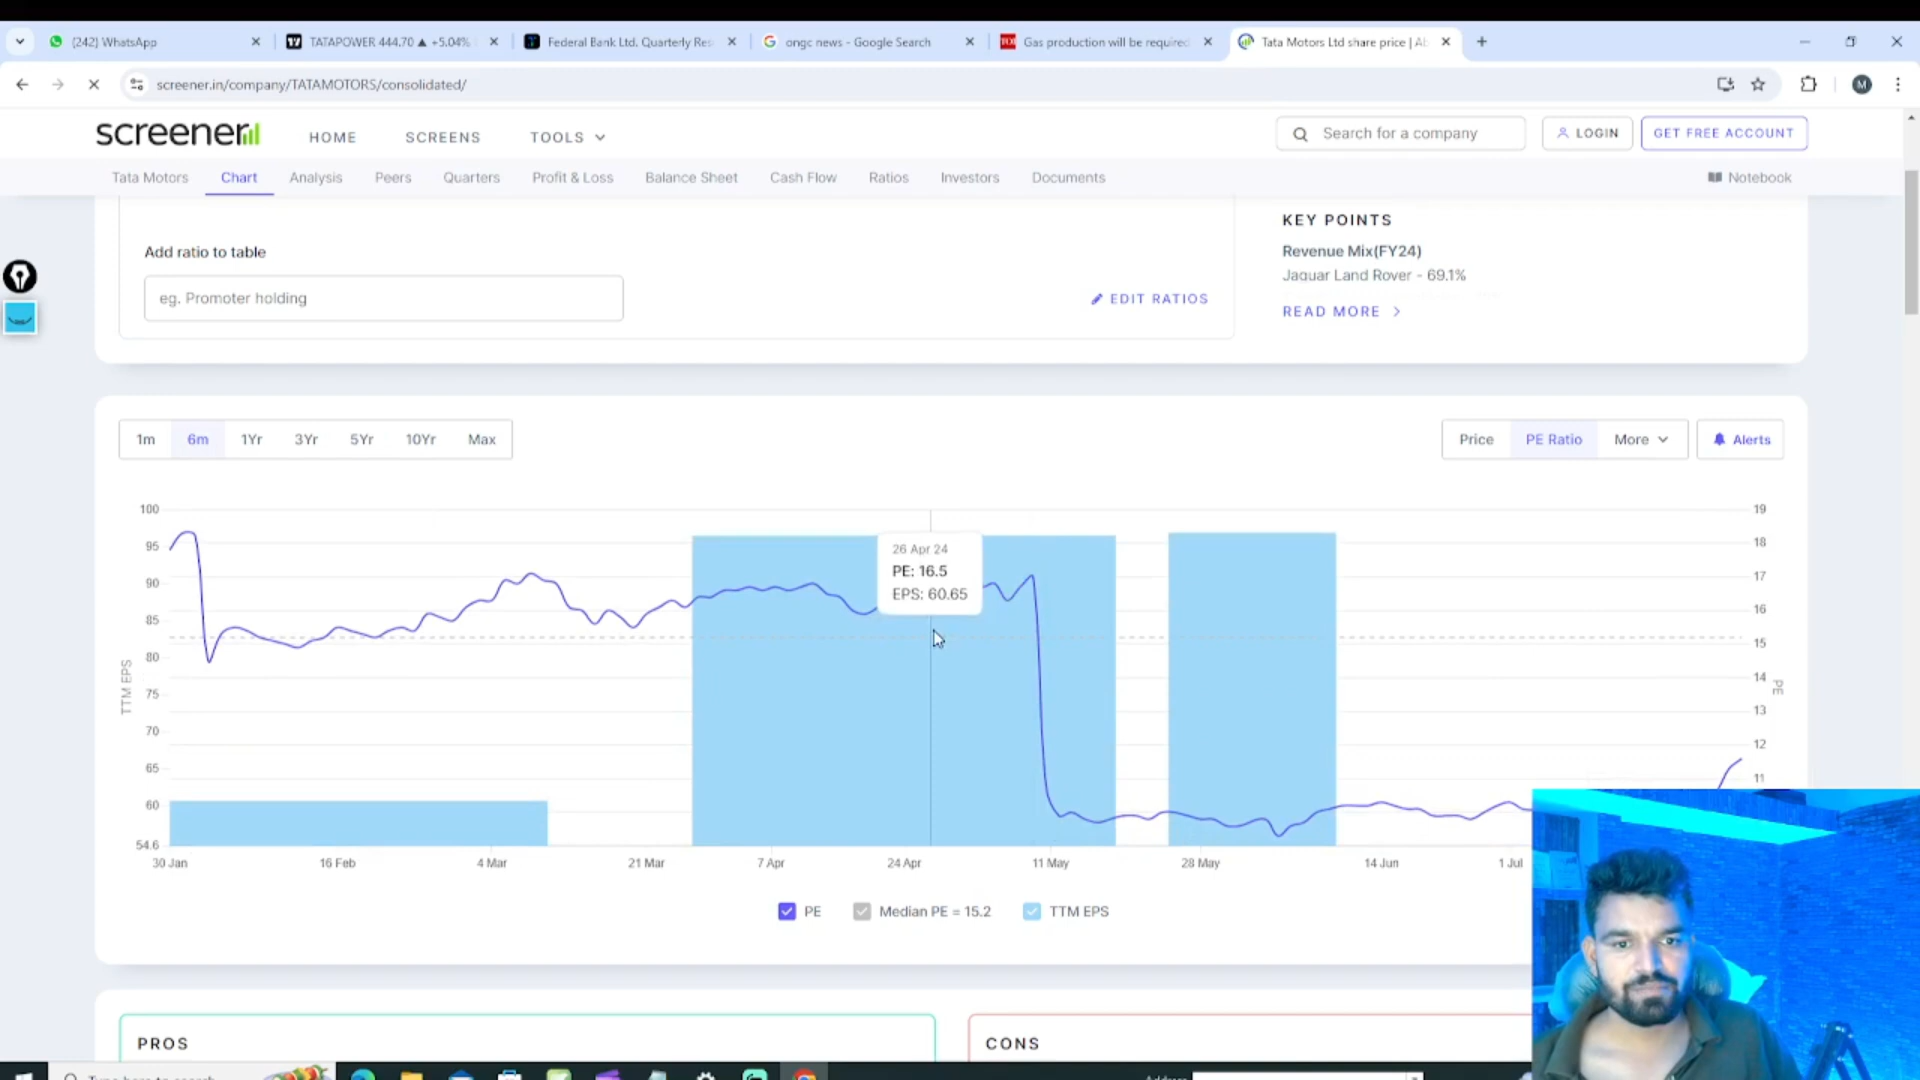 (242) WhatsApp
TATAPOWER 444.70 ▲ +5.04%
Federal Bank Ltd. Quarterly Res
ongc news - Google Search
Gas production will be required
Tata Motors Ltd share price | Ab
screener.in/company/TATAMOTORS/consolidated/
M
screener
HOME
SCREENS
TOOLS
Search for a company
LOGIN
GET FREE ACCOUNT
Tata Motors
Chart
Analysis
Peers
Quarters
Profit & Loss
Balance Sheet
Cash Flow
Ratios
Investors
Documents
Notebook
Add ratio to table
eg. Promoter holding
EDIT RATIOS
KEY POINTS
Revenue Mix(FY24)
Jaguar Land Rover - 69.1%
READ MORE
1m
6m
1Yr
3Yr
5Yr
10Yr
Max
Price
PE Ratio
More
Alerts
100
95
90
85
80
75
70
65
60
54.6
TTM EPS
26 Apr 24
PE: 16.5
EPS: 60.65
19
18
17
16
15
14
13
12
11
PE
30 Jan
16 Feb
4 Mar
21 Mar
7 Apr
24 Apr
11 May
28 May
14 Jun
1 Jul
PE
Median PE = 15.2
TTM EPS
PROS
CONS
Type here to search
Address